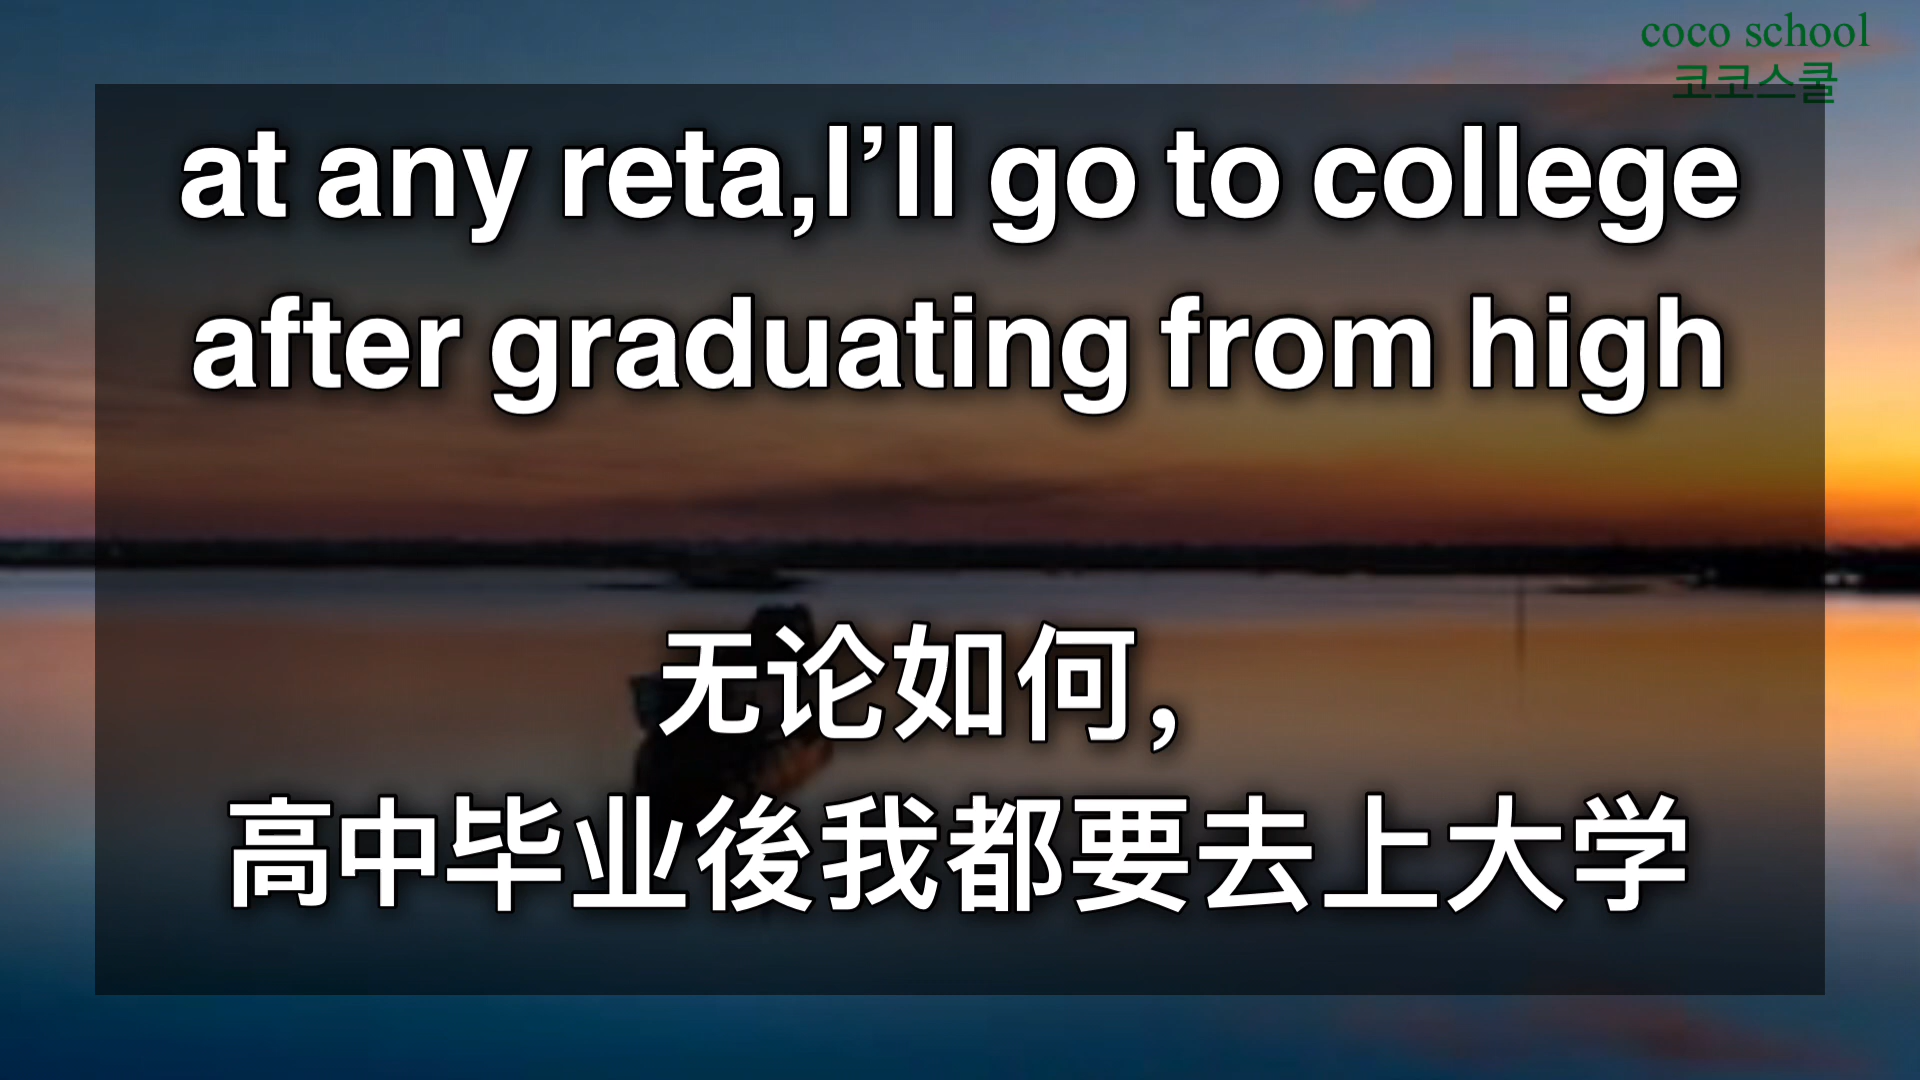 coco school
코코스쿨
at any reta,I’ll go to college
after graduating from high
无论如何，
高中毕业後我都要去上大学